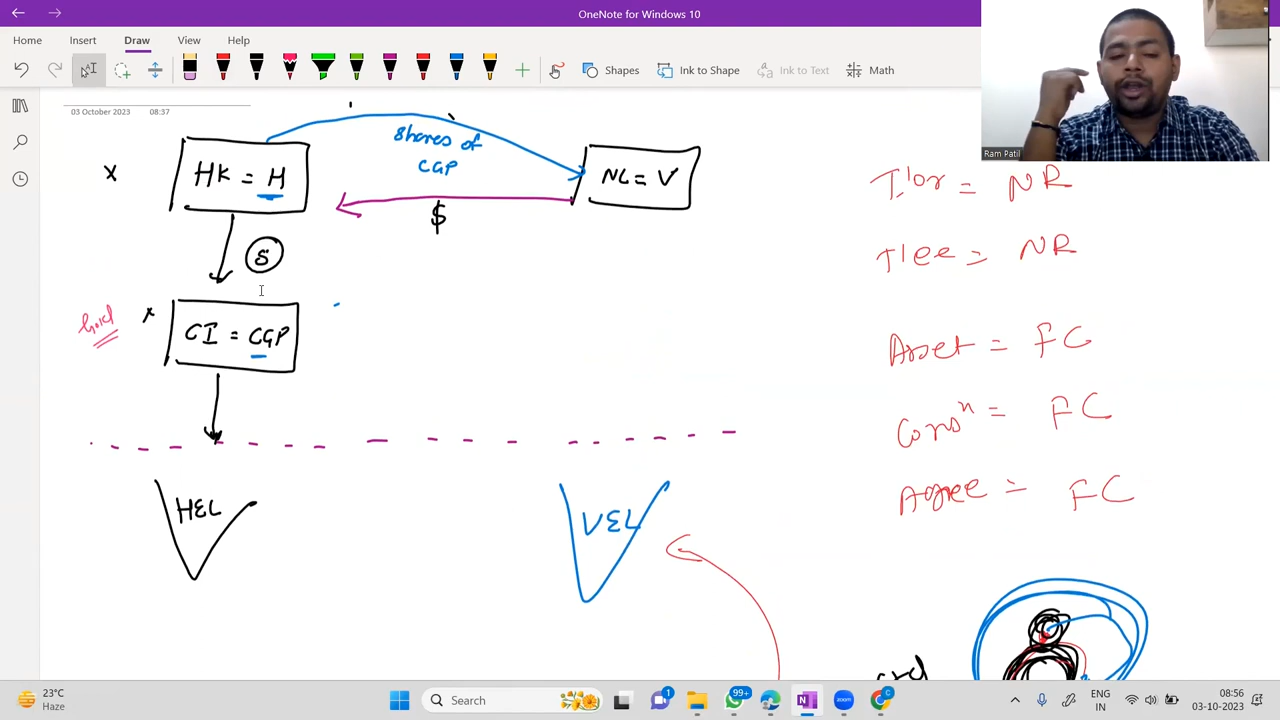 OneNote for Windows 10
Home
Insert
Draw
View
Help
Shapes
Ink to Shape
Ink to Text
Math
03 October 2023
08:37
Ram Patil
x
HK = H
shares of
CGP
NL = V
$
S
x
CI = CGP
HEL
VEL
T'or = NR
T'ee = NR
Asset = FC
Consn = FC
Agree = FC
23°C
Haze
Search
1
99+
ENG
IN
08:56
03-10-2023